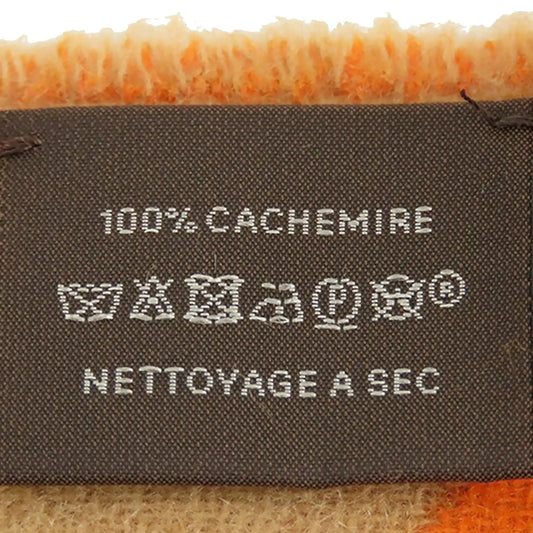 100% CACHEMIRE
P ®
NETTOYAGE A SEC